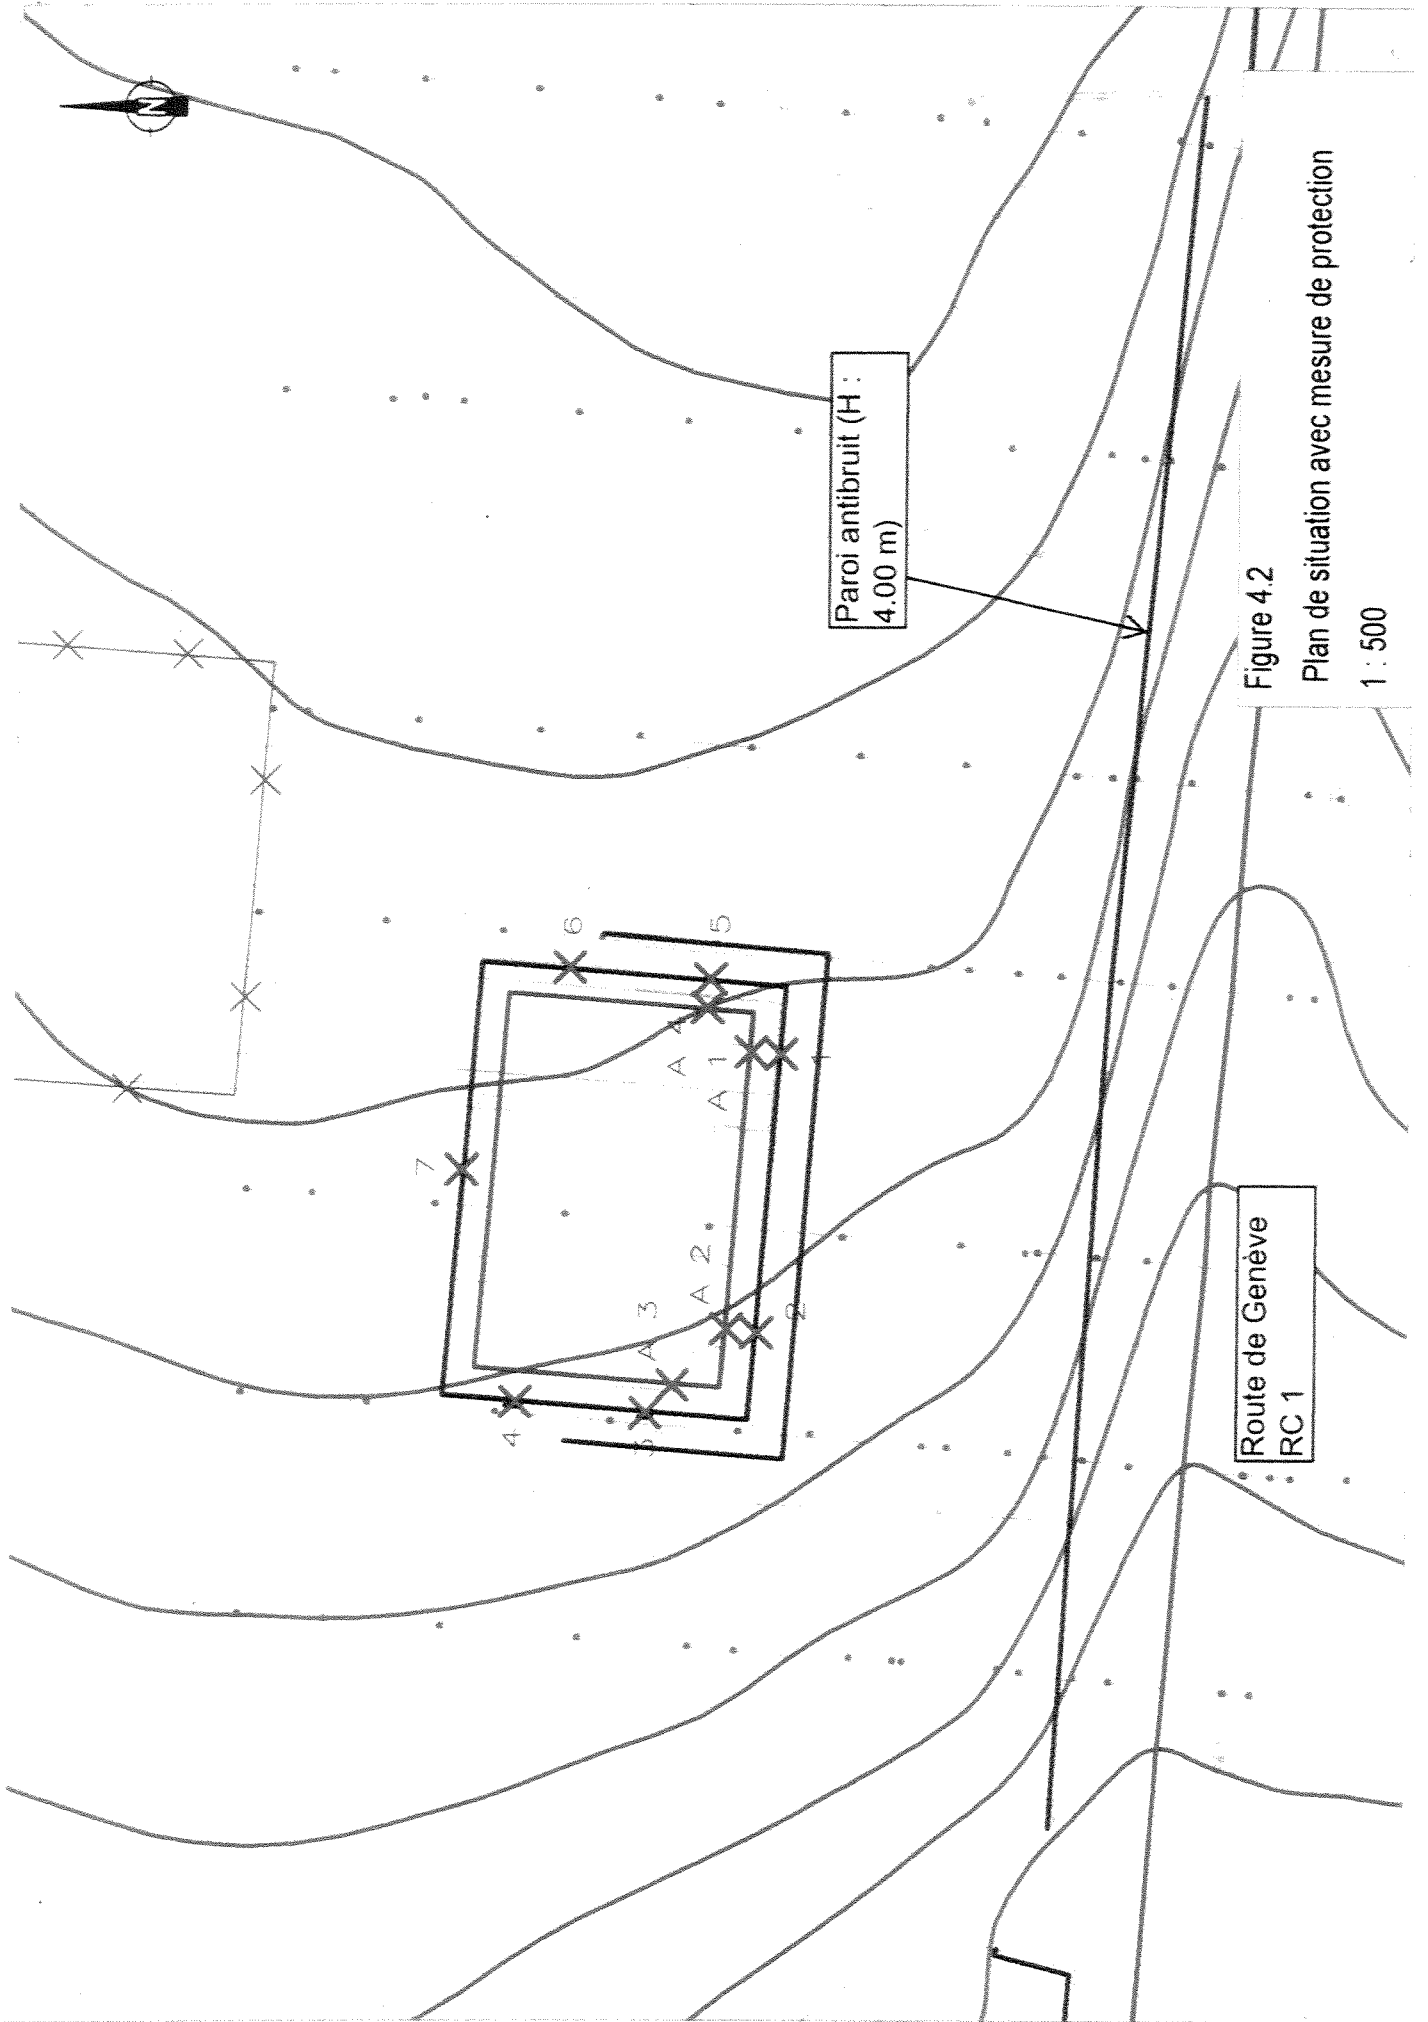 N
Paroi antibruit (H :
4.00 m)
6
5
7
A 4
A 1
1
A 2
2
A 3
3
4
Route de Genève
RC 1
Figure 4.2
Plan de situation avec mesure de protection
1 : 500